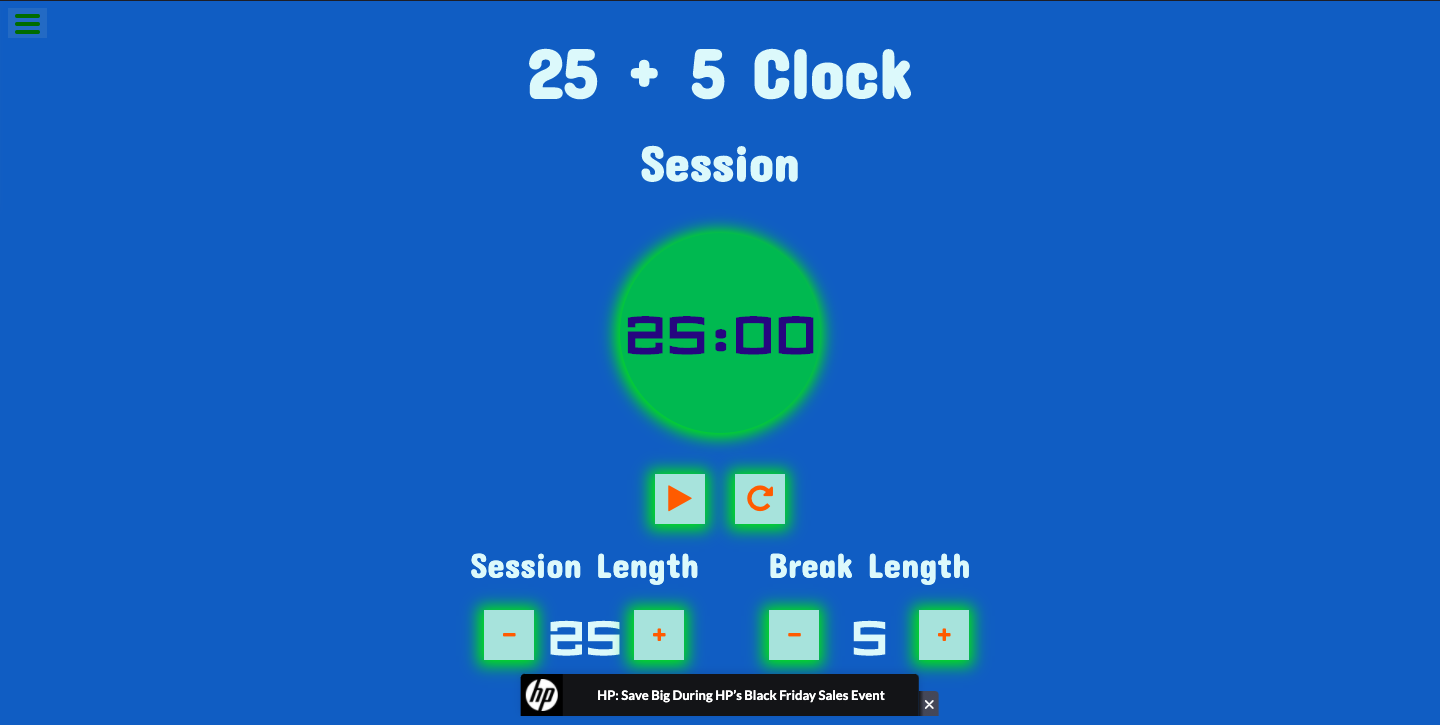 25 + 5 Clock
Session
25:00
Session Length
Break Length
- 25 +
- 5 +
hp
HP: Save Big During HP's Black Friday Sales Event
×